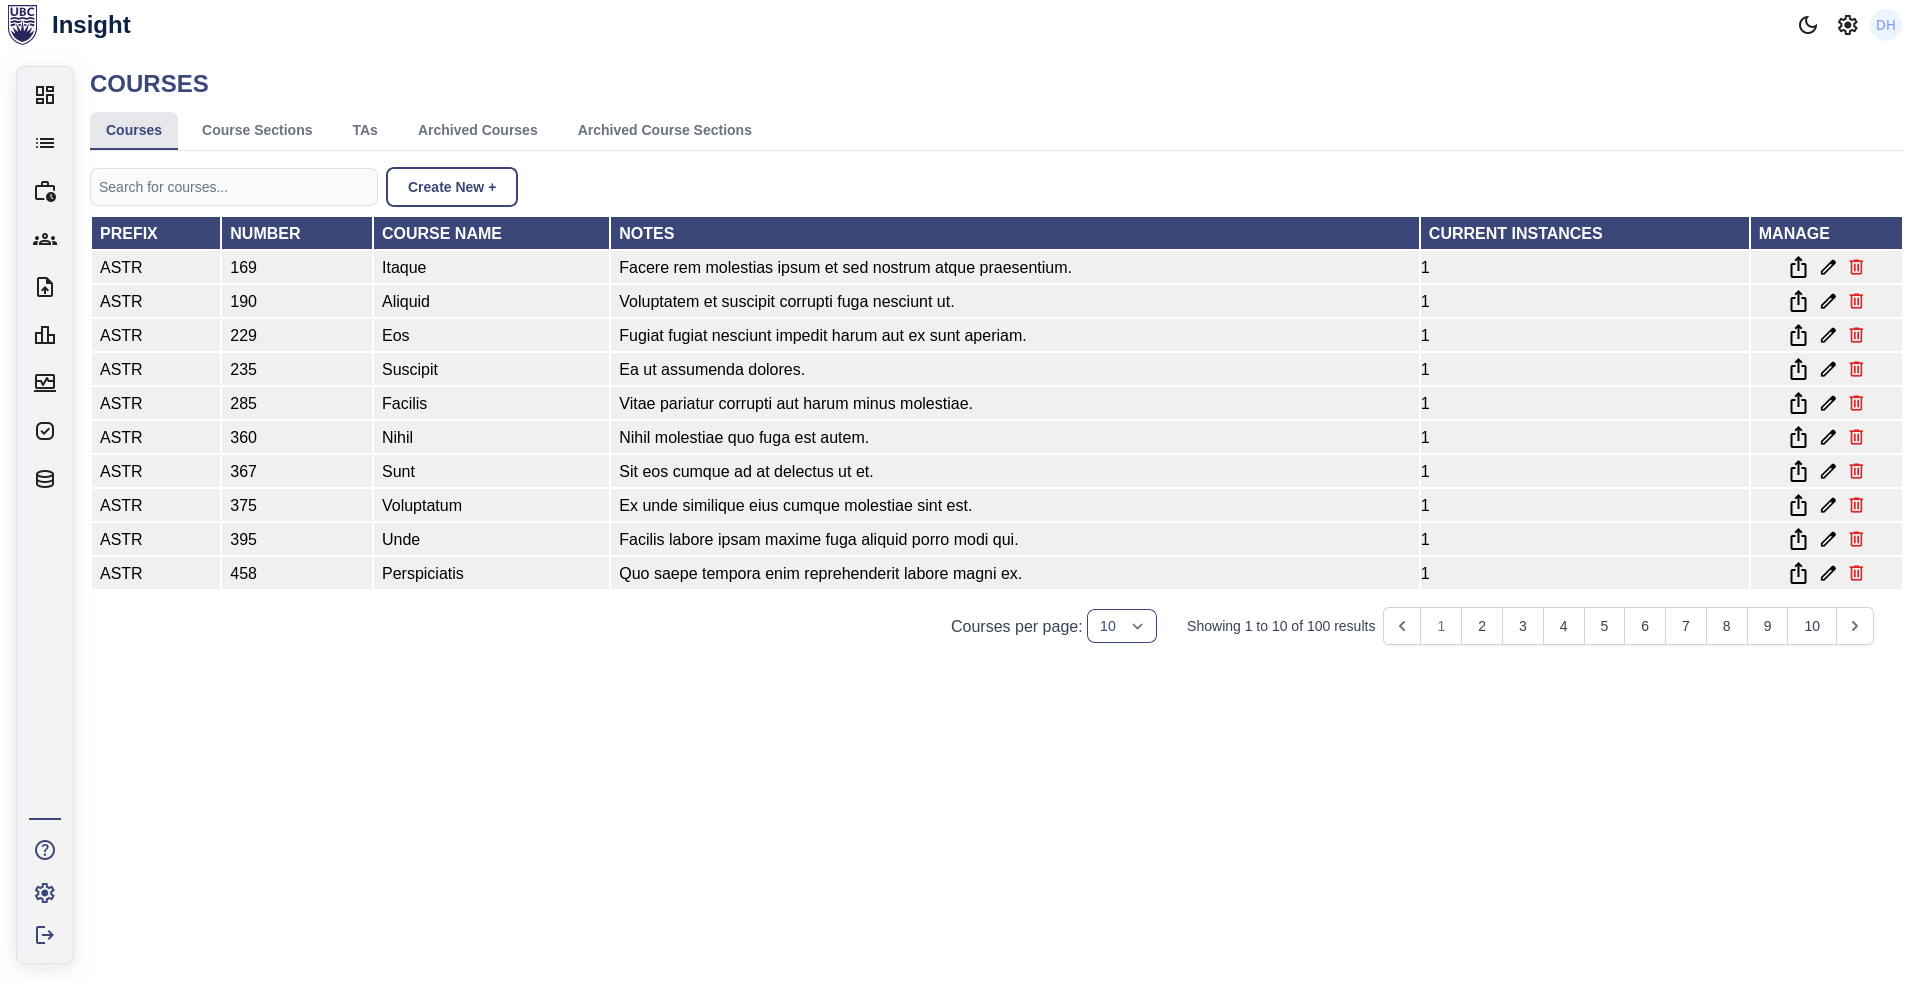 UBC
Insight
DH
COURSES
Courses Course Sections TAs Archived Courses Archived Course Sections
Search for courses... Create New +
PREFIX NUMBER COURSE NAME NOTES CURRENT INSTANCES MANAGE
ASTR 169 Itaque Facere rem molestias ipsum et sed nostrum atque praesentium. 1
ASTR 190 Aliquid Voluptatem et suscipit corrupti fuga nesciunt ut. 1
ASTR 229 Eos Fugiat fugiat nesciunt impedit harum aut ex sunt aperiam. 1
ASTR 235 Suscipit Ea ut assumenda dolores. 1
ASTR 285 Facilis Vitae pariatur corrupti aut harum minus molestiae. 1
ASTR 360 Nihil Nihil molestiae quo fuga est autem. 1
ASTR 367 Sunt Sit eos cumque ad at delectus ut et. 1
ASTR 375 Voluptatum Ex unde similique eius cumque molestiae sint est. 1
ASTR 395 Unde Facilis labore ipsam maxime fuga aliquid porro modi qui. 1
ASTR 458 Perspiciatis Quo saepe tempora enim reprehenderit labore magni ex. 1
Courses per page: 10 Showing 1 to 10 of 100 results 1 2 3 4 5 6 7 8 9 10